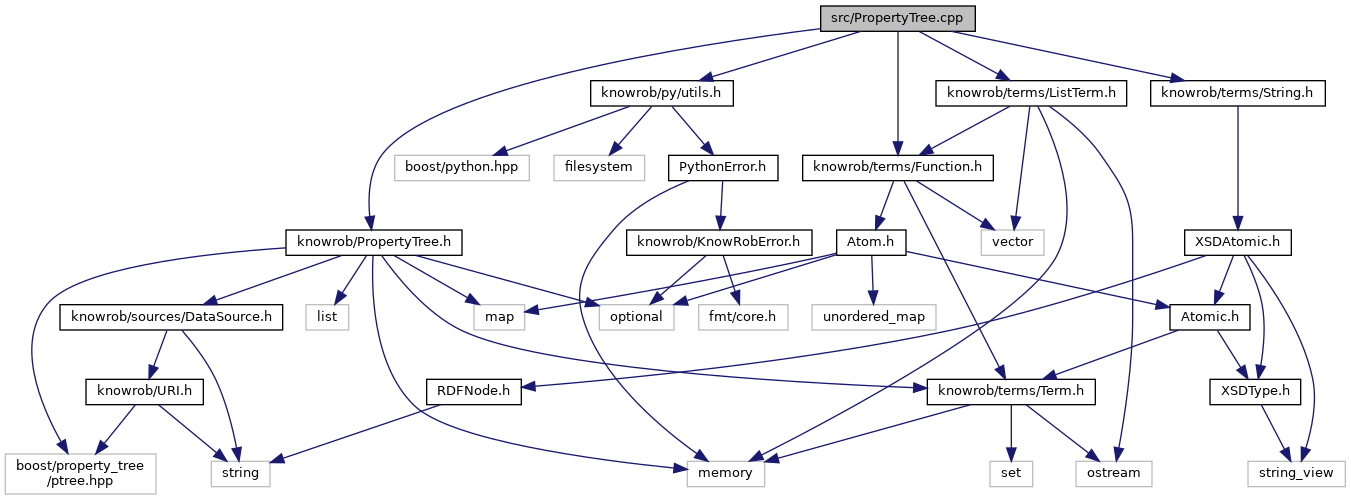 src/PropertyTree.cpp
knowrob/py/utils.h
knowrob/terms/ListTerm.h
knowrob/terms/String.h
boost/python.hpp
filesystem
PythonError.h
knowrob/terms/Function.h
knowrob/PropertyTree.h
knowrob/KnowRobError.h
Atom.h
vector
XSDAtomic.h
knowrob/sources/DataSource.h
list
map
optional
fmt/core.h
unordered_map
Atomic.h
knowrob/URI.h
RDFNode.h
knowrob/terms/Term.h
XSDType.h
boost/property_tree
/ptree.hpp
string
memory
set
ostream
string_view